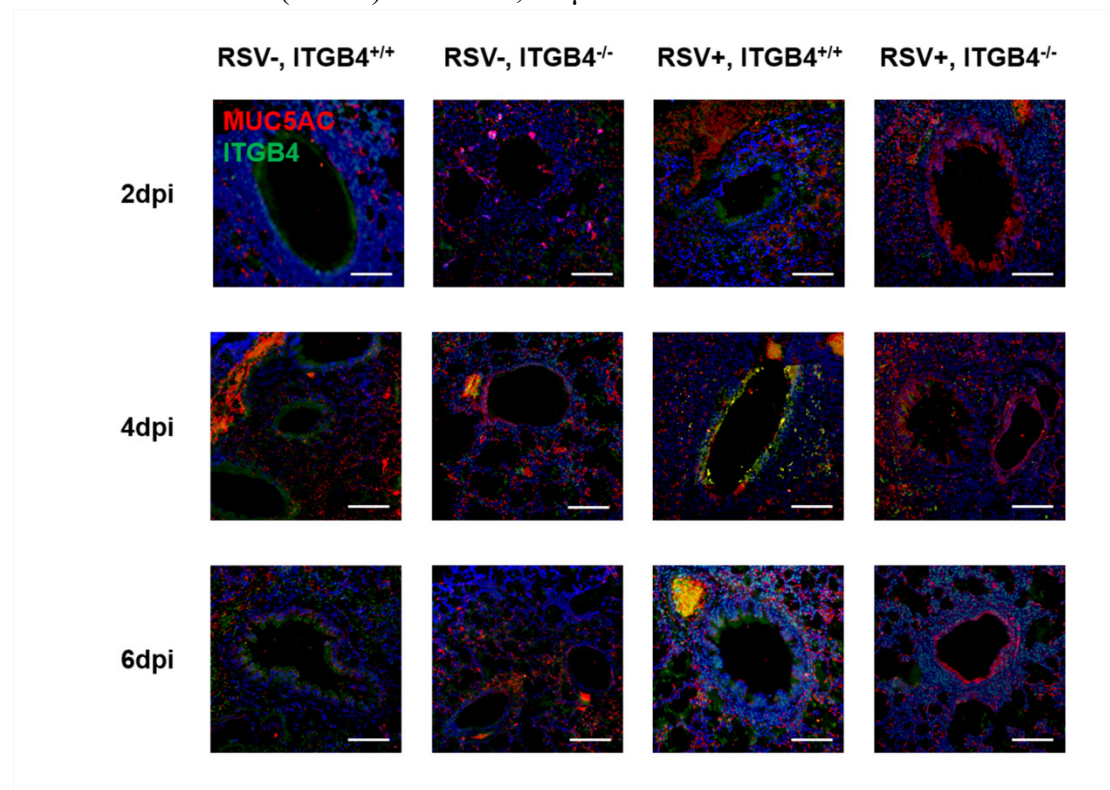 RSV-, ITGB4+/+ RSV-, ITGB4-/- RSV+, ITGB4+/+ RSV+, ITGB4-/-
MUC5AC
ITGB4
2dpi
4dpi
6dpi